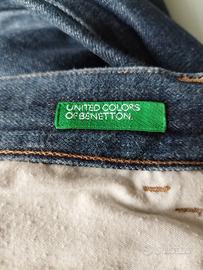 UNITED COLORS
OF BENETTON.